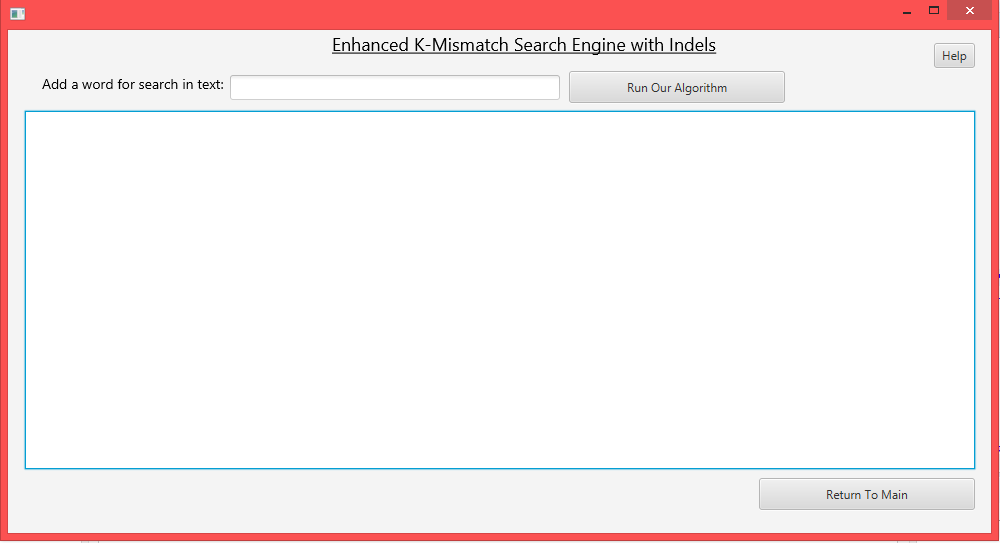 Enhanced K-Mismatch Search Engine with Indels
Help
Add a word for search in text:
Run Our Algorithm
Return To Main